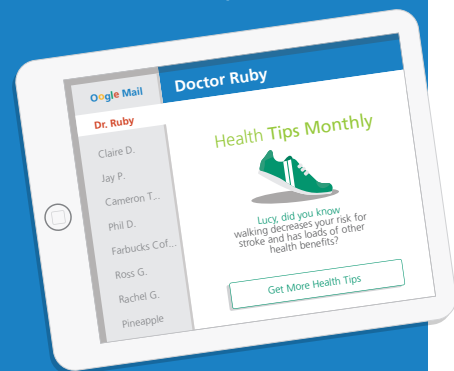 Oogle Mail
Doctor Ruby
Dr. Ruby
Claire D.
Jay P.
Cameron T...
Phil D.
Farbucks Cof...
Ross G.
Rachel G.
Pineapple
Health Tips Monthly
Lucy, did you know
walking decreases your risk for
stroke and has loads of other
health benefits?
Get More Health Tips